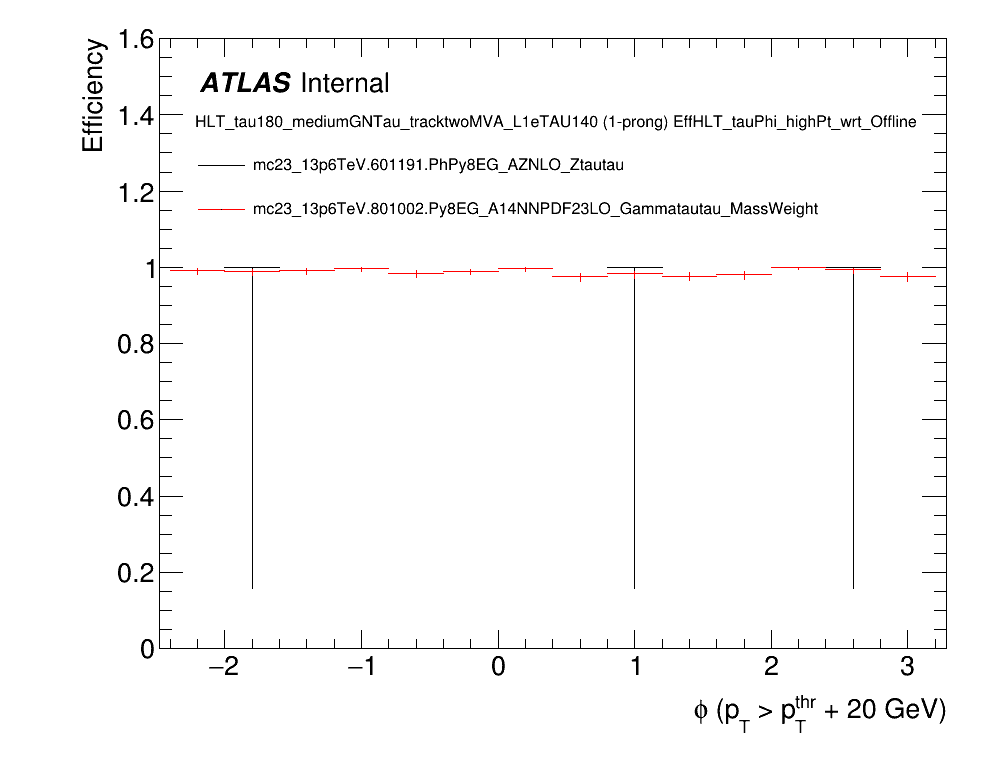 1.6
1.4
1.2
1
0.8
0.6
0.4
0.2
0
Efficiency
ATLAS Internal
HLT_tau180_mediumGNTau_tracktwoMVA_L1eTAU140 (1-prong) EffHLT_tauPhi_highPt_wrt_Offline
mc23_13p6TeV.601191.PhPy8EG_AZNLO_Ztautau
mc23_13p6TeV.801002.Py8EG_A14NNPDF23LO_Gammatautau_MassWeight
−2 −1 0 1 2 3
ϕ (p_T > p_T^thr + 20 GeV)